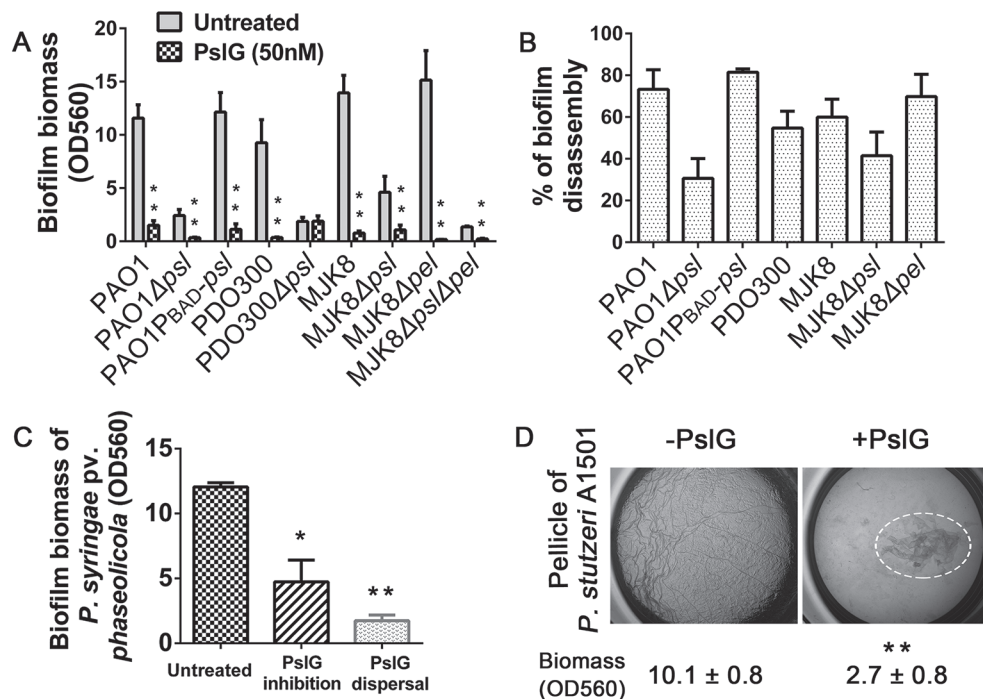 A
Biofilm biomass
(OD560)
20
15
10
5
0
Untreated
PslG (50nM)
* *
* *
* *
* *
* *
* *
* *
* *
PAO1
PAO1Δpsl
PAO1PBAD-psl
PDO300
PDO300Δpsl
MJK8
MJK8Δpsl
MJK8Δpel
MJK8ΔpslΔpel
B
% of biofilm
disassembly
100
80
60
40
20
0
PAO1
PAO1Δpsl
PAO1PBAD-psl
PDO300
MJK8
MJK8Δpsl
MJK8Δpel
C
Biofilm biomass of
P. syringae pv.
phaseolicola (OD560)
15
10
5
0
*
* *
Untreated
PslG
inhibition
PslG
dispersal
D
-PslG
+PslG
Pellicle of
P. stutzeri A1501
Biomass
(OD560)
10.1 ± 0.8
* *
2.7 ± 0.8